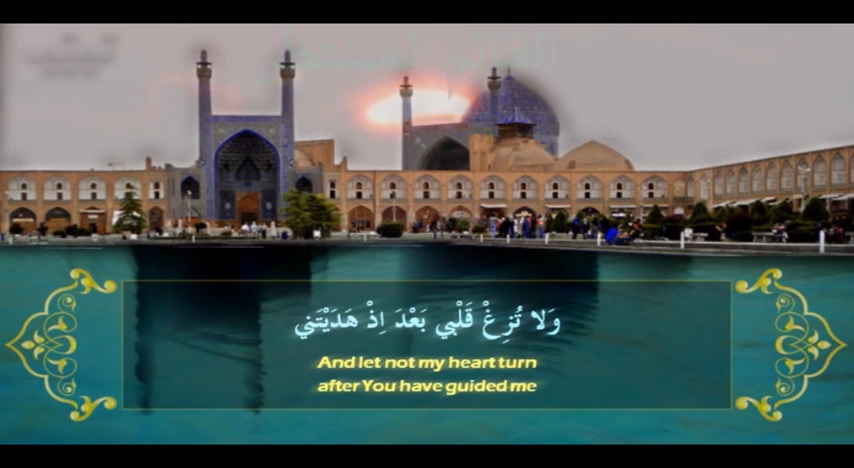 وَلا تُزِغْ قَلْبي بَعْدَ اِذْ هَدَيْتَني
And let not my heart turn
after You have guided me